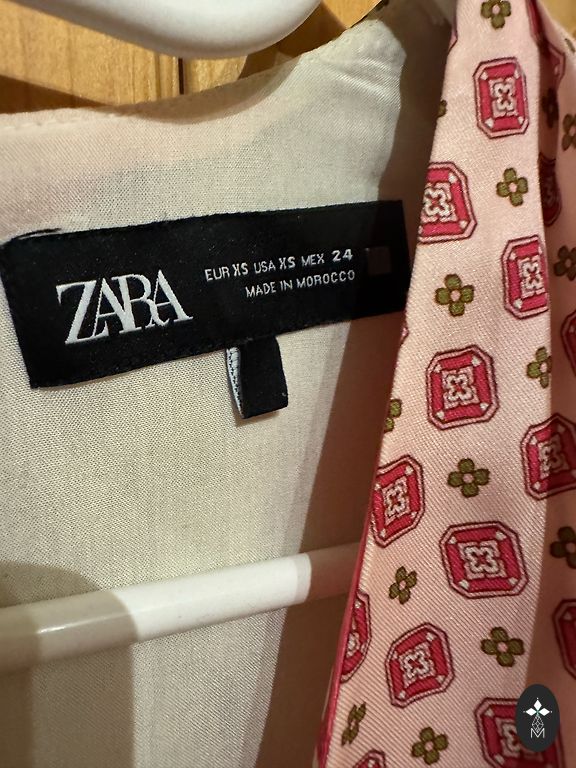 ZARA
EUR XS USA XS MEX 24
MADE IN MOROCCO
M